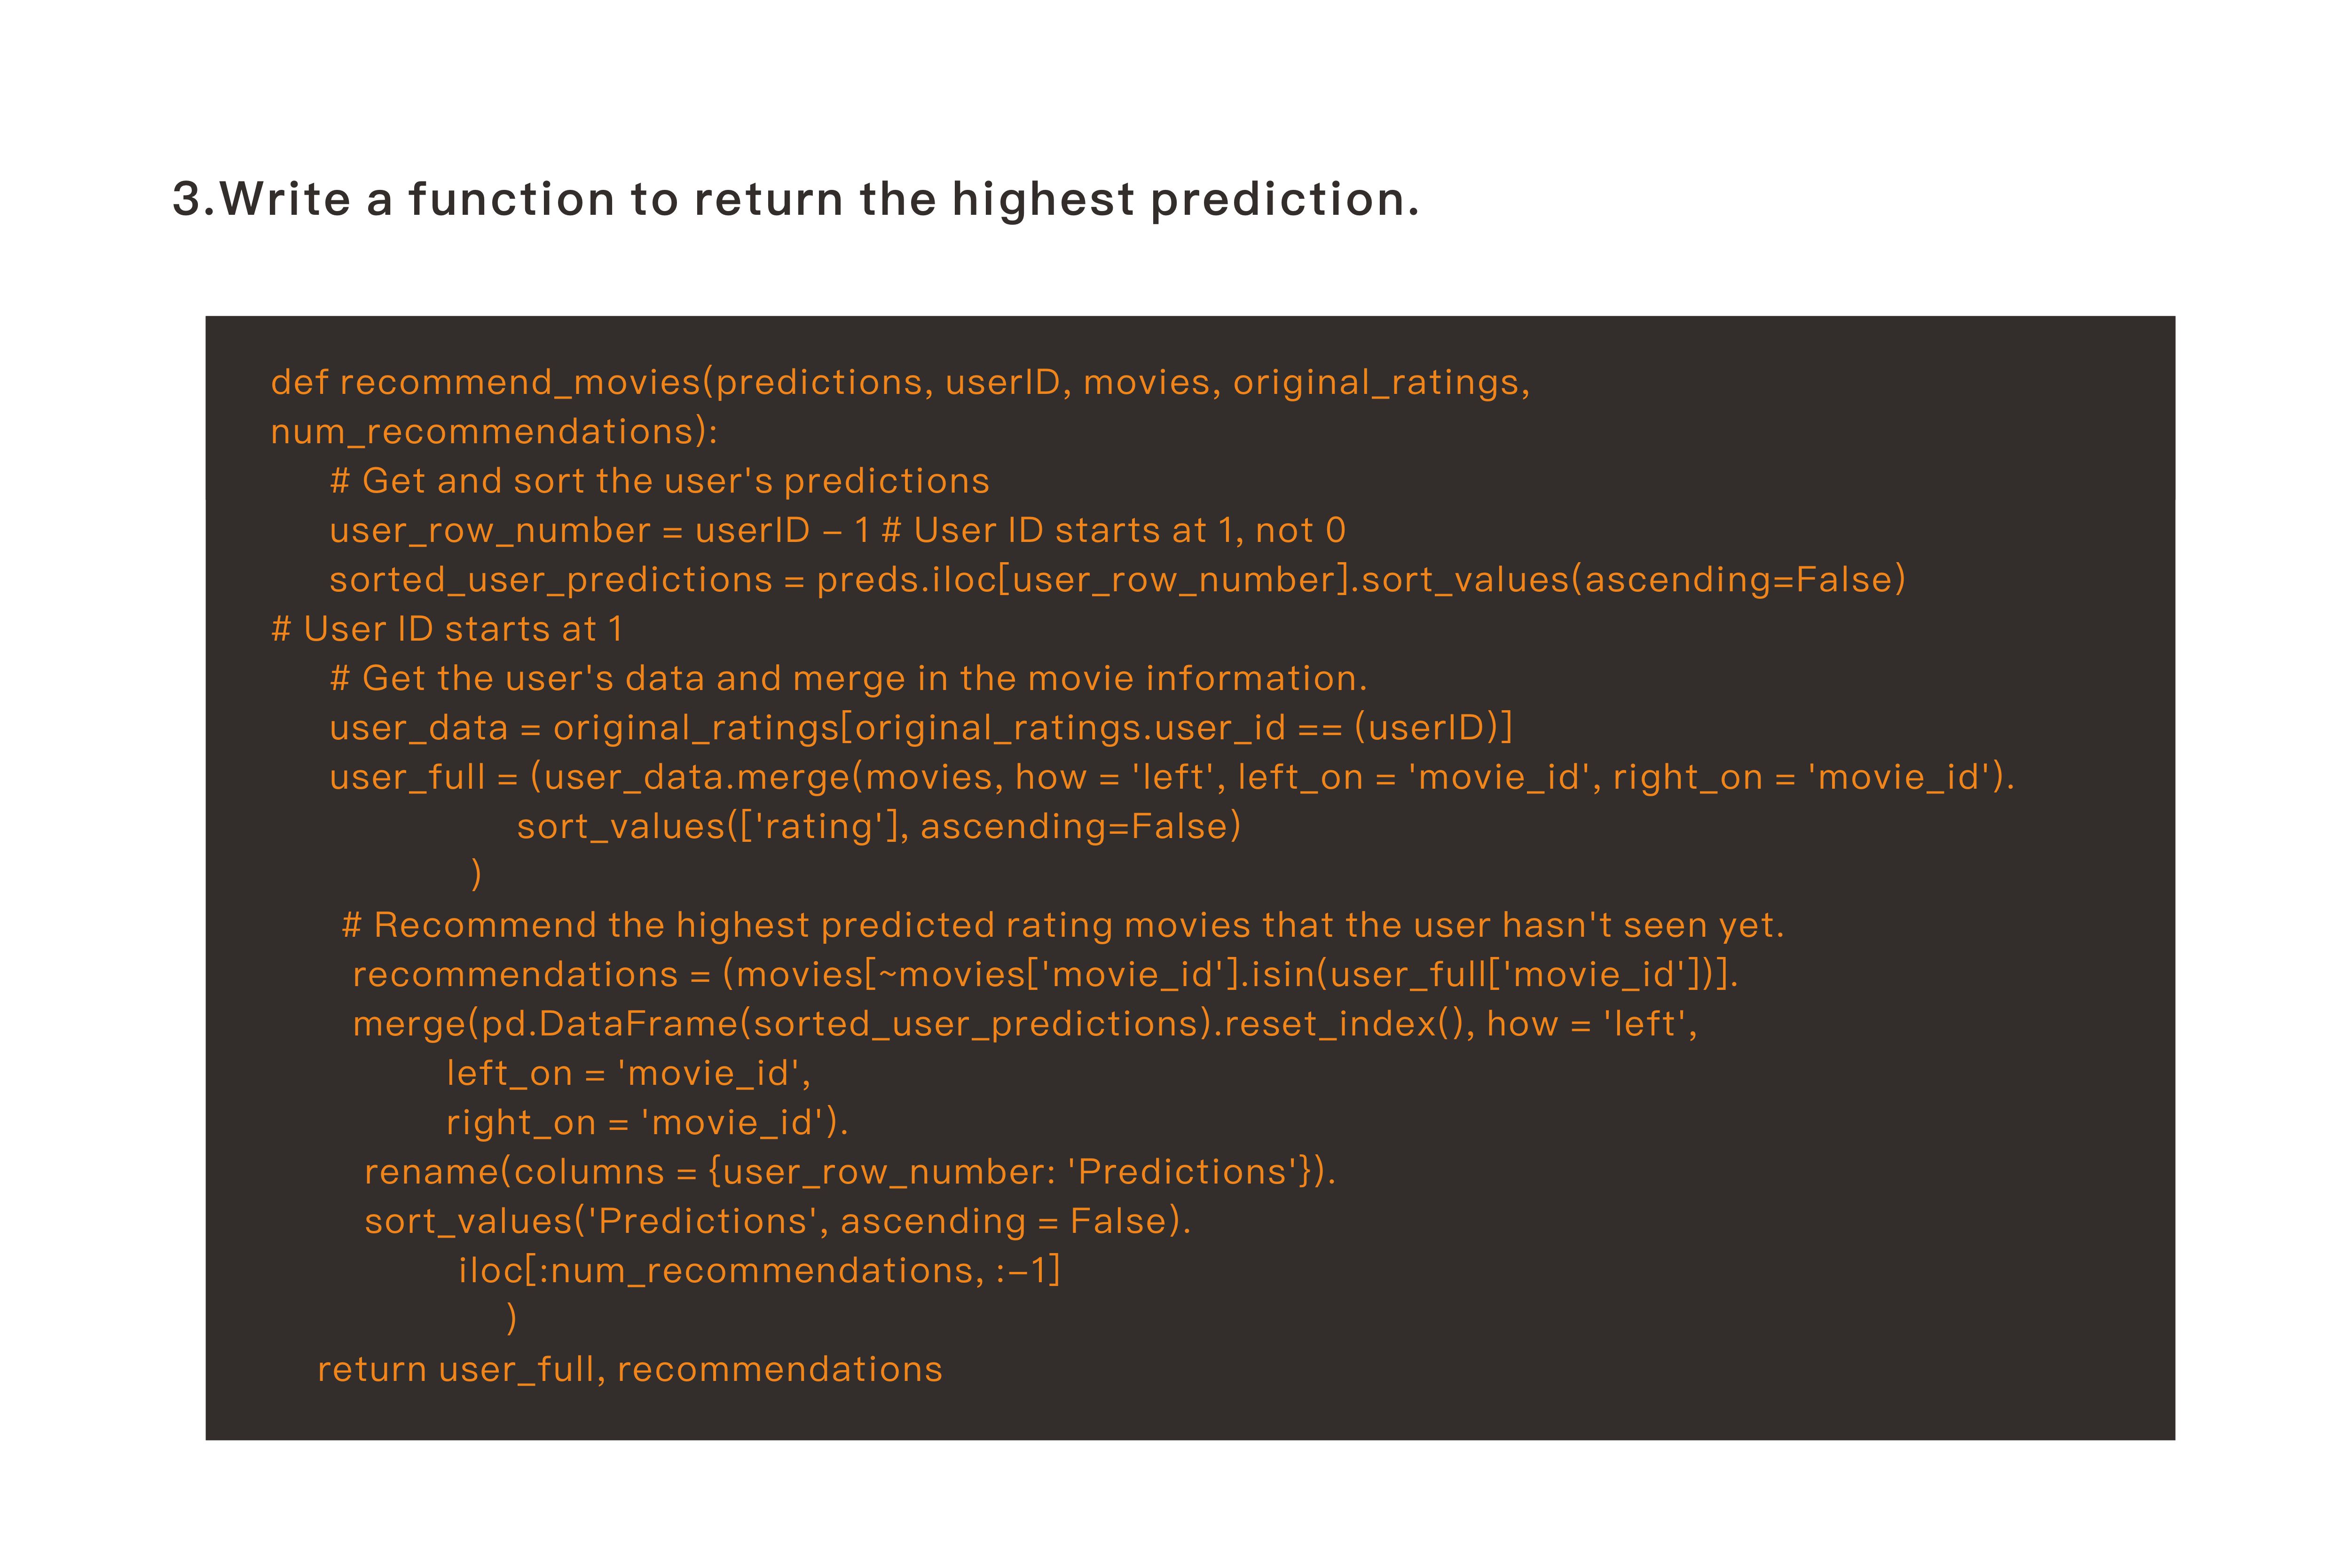 3.Write a function to return the highest prediction.
def recommend_movies(predictions, userID, movies, original_ratings,
num_recommendations):
# Get and sort the user's predictions
user_row_number = userID – 1 # User ID starts at 1, not 0
sorted_user_predictions = preds.iloc[user_row_number].sort_values(ascending=False)
# User ID starts at 1
# Get the user's data and merge in the movie information.
user_data = original_ratings[original_ratings.user_id == (userID)]
user_full = (user_data.merge(movies, how = 'left', left_on = 'movie_id', right_on = 'movie_id').
sort_values(['rating'], ascending=False)
)
# Recommend the highest predicted rating movies that the user hasn't seen yet.
recommendations = (movies[~movies['movie_id'].isin(user_full['movie_id'])].
merge(pd.DataFrame(sorted_user_predictions).reset_index(), how = 'left',
left_on = 'movie_id',
right_on = 'movie_id').
rename(columns = {user_row_number: 'Predictions'}).
sort_values('Predictions', ascending = False).
iloc[:num_recommendations, :–1]
)
return user_full, recommendations